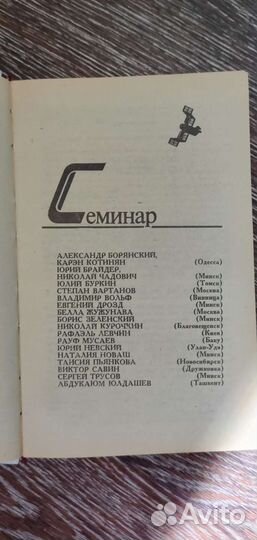 Семинар
АЛЕКСАНДР БОРЯНСКИЙ,
КАРЭН КОТИНЯН (Одесса)
ЮРИЙ БРАЙДЕР,
НИКОЛАЙ ЧАДОВИЧ (Минск)
ЮЛИЙ БУРКИН (Томск)
СТЕПАН ВАРТАНОВ (Москва)
ВЛАДИМИР ВОЛЬФ (Винница)
ЕВГЕНИЙ ДРОЗД (Минск)
БЕЛЛА ЖУЖУНАВА (Москва)
БОРИС ЗЕЛЕНСКИЙ (Минск)
НИКОЛАЙ КУРОЧКИН (Благовещенск)
РАФАЭЛЬ ЛЕВЧИН (Киев)
РАУФ МУСАЕВ (Баку)
ЮРИЙ НЕВСКИЙ (Улан-Удэ)
НАТАЛИЯ НОВАШ (Минск)
ТАИСИЯ ПЬЯНКОВА (Новосибирск)
ВИКТОР САВИН (Дружковка)
СЕРГЕЙ ТРУСОВ (Минск)
АБДУКАЮМ ЮЛДАШЕВ (Ташкент)
Avito